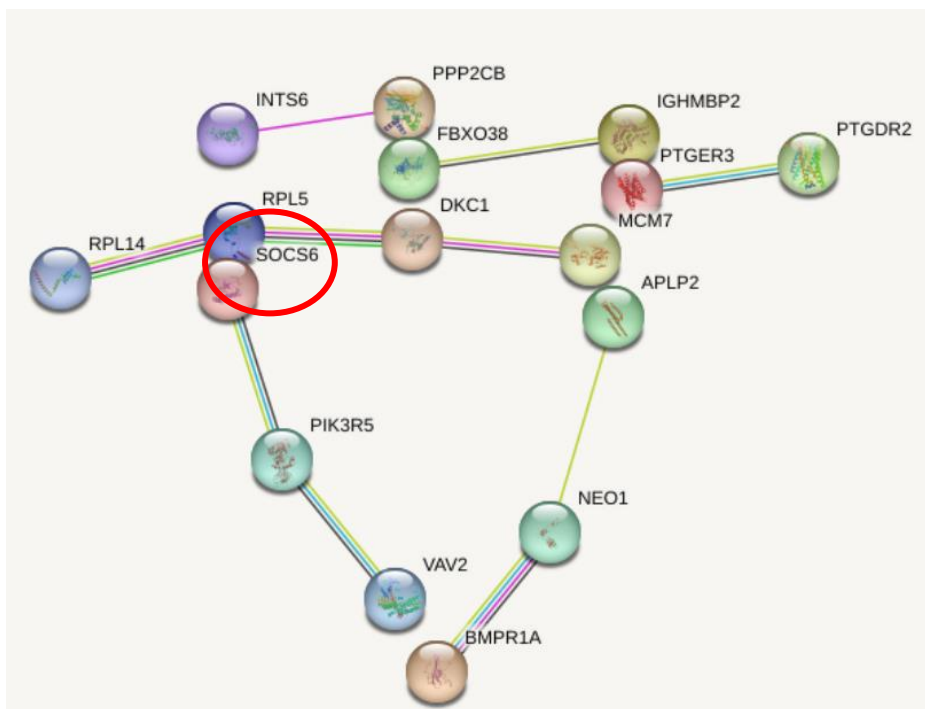 PPP2CB
INTS6
IGHMBP2
PTGDR2
FBXO38
PTGER3
RPL5
DKC1
MCM7
RPL14
SOCS6
APLP2
PIK3R5
NEO1
VAV2
BMPR1A